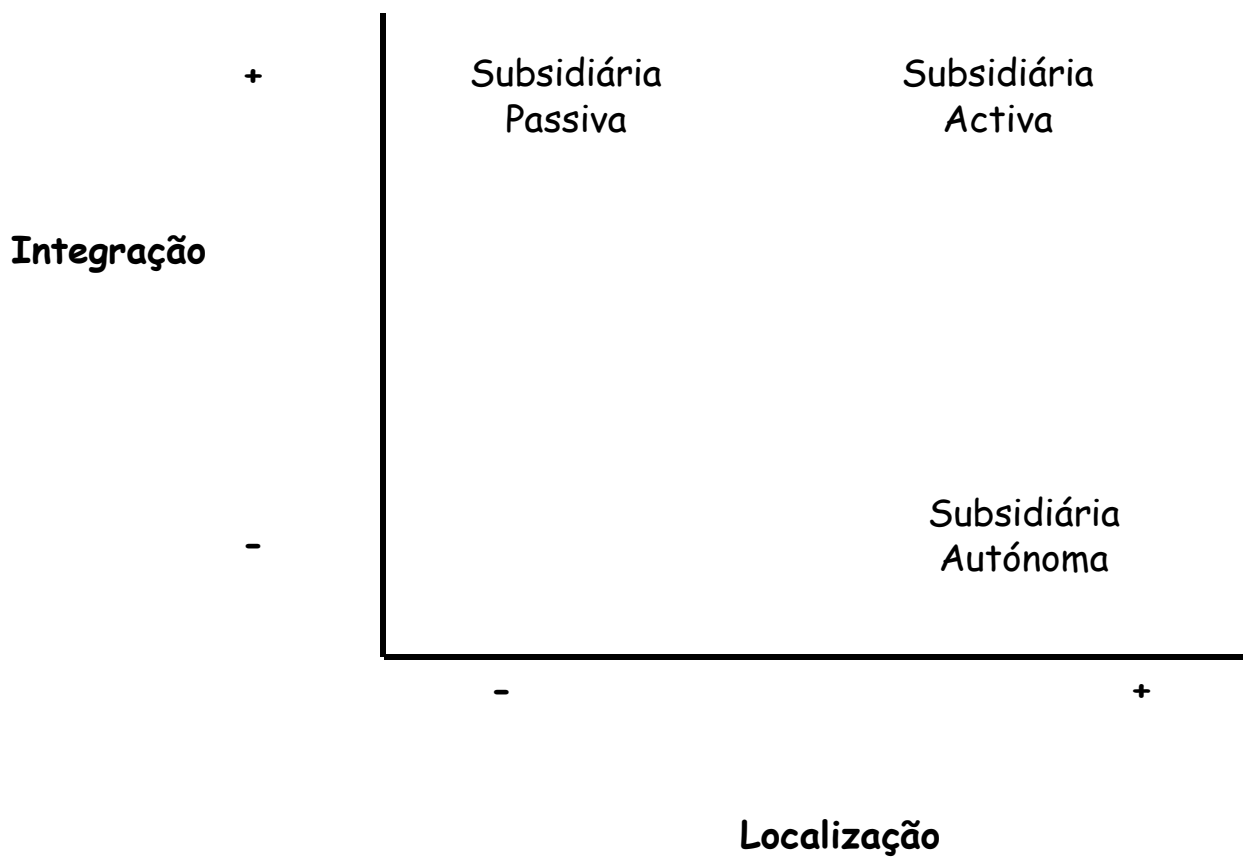 +
Subsidiária
Passiva
Subsidiária
Activa
Integração
-
Subsidiária
Autónoma
-
+
Localização